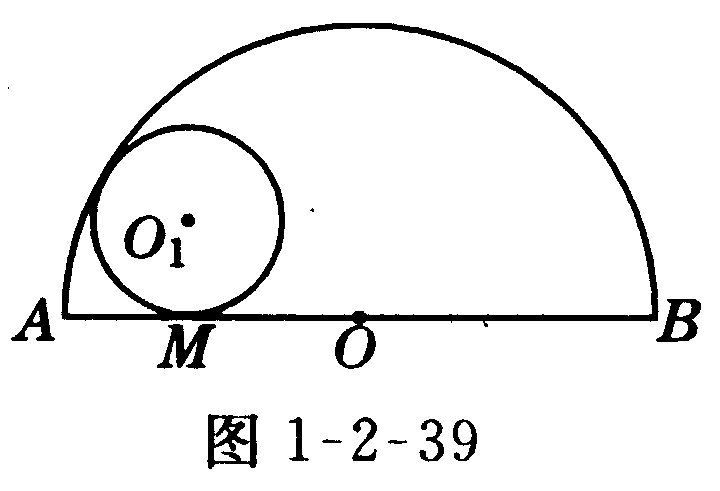 O₁
A M O B
图 1-2-39